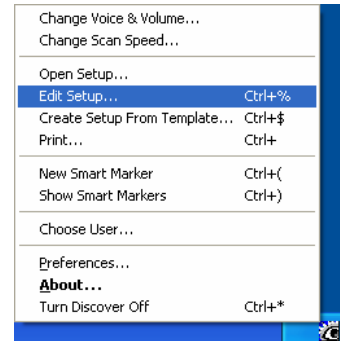 Change Voice & Volume...
Change Scan Speed...
Open Setup...
Edit Setup... Ctrl+%
Create Setup From Template... Ctrl+$
Print... Ctrl+
New Smart Marker Ctrl+(
Show Smart Markers Ctrl+)
Choose User...
Preferences...
About...
Turn Discover Off Ctrl+*